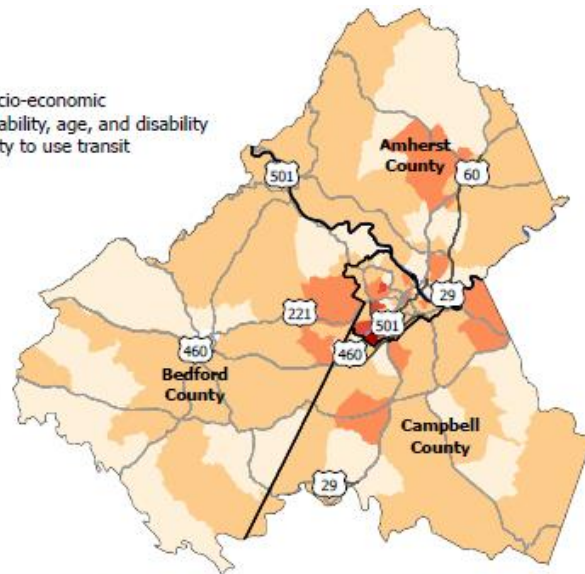 cio-economic
ability, age, and disability
ty to use transit
Amherst
County
501
60
29
221
501
460
460
Bedford
County
Campbell
County
29